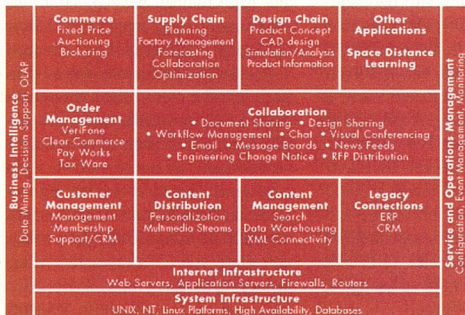 Business Intelligence
Data Mining, Decision Support, OLAP
Commerce
Fixed Price
Auctioning
Brokering
Supply Chain
Planning
Factory Management
Forecasting
Collaboration
Optimization
Design Chain
Product Concept
CAD design
Simulation/Analysis
Product Information
Other
Applications
Space Distance
Learning
Order
Management
VeriFone
Clear Commerce
Pay Works
Tax Ware
Collaboration
• Document Sharing • Design Sharing
• Workflow Management • Chat • Visual Conferencing
• Email • Message Boards • News Feeds
• Engineering Change Notice • RFP Distribution
Customer
Management
Management
Membership
Support/CRM
Content
Distribution
Personalization
Multimedia Streams
Content
Management
Search
Data Warehousing
XML Connectivity
Legacy
Connections
ERP
CRM
Internet Infrastructure
Web Servers, Application Servers, Firewalls, Routers
System Infrastructure
UNIX, NT, Linux Platforms, High Availability, Databases
Service and Operations Management
Configuration, Event Management, Monitoring